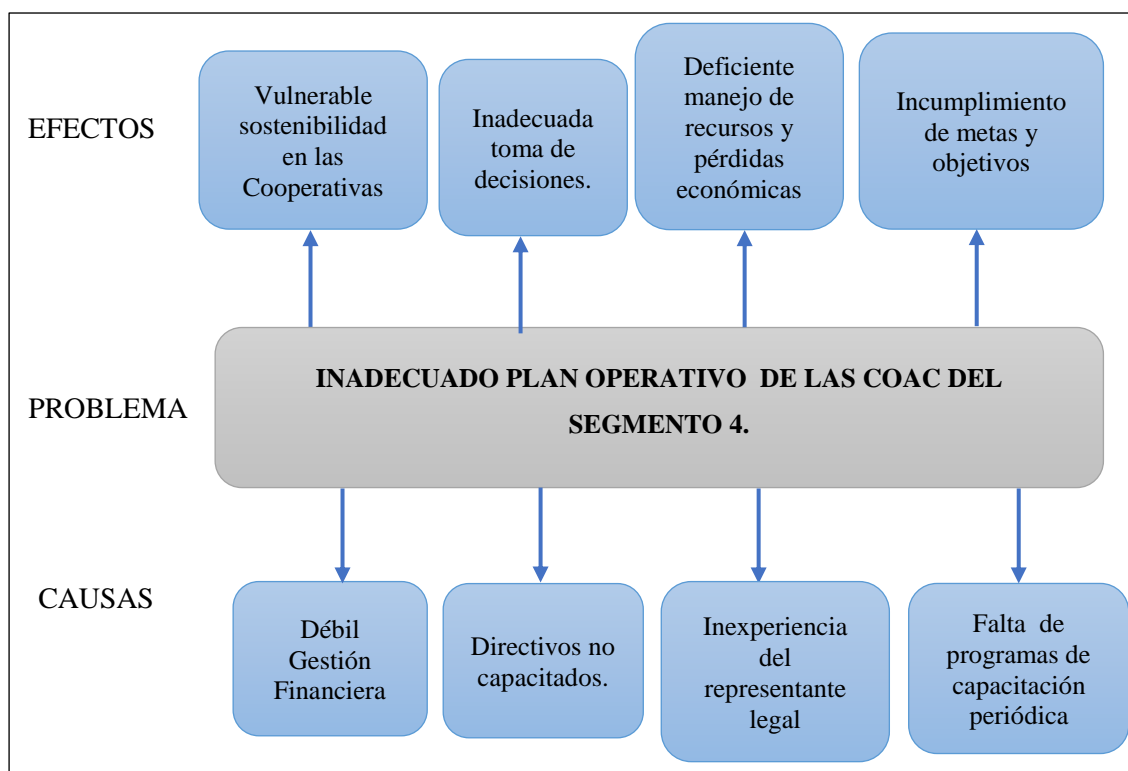 EFECTOS
Vulnerable
sostenibilidad
en las
Cooperativas
Inadecuada
toma de
decisiones.
Deficiente
manejo de
recursos y
pérdidas
económicas
Incumplimiento
de metas y
objetivos
PROBLEMA
INADECUADO PLAN OPERATIVO DE LAS COAC DEL
SEGMENTO 4.
CAUSAS
Débil
Gestión
Financiera
Directivos no
capacitados.
Inexperiencia
del
representante
legal
Falta de
programas de
capacitación
periódica